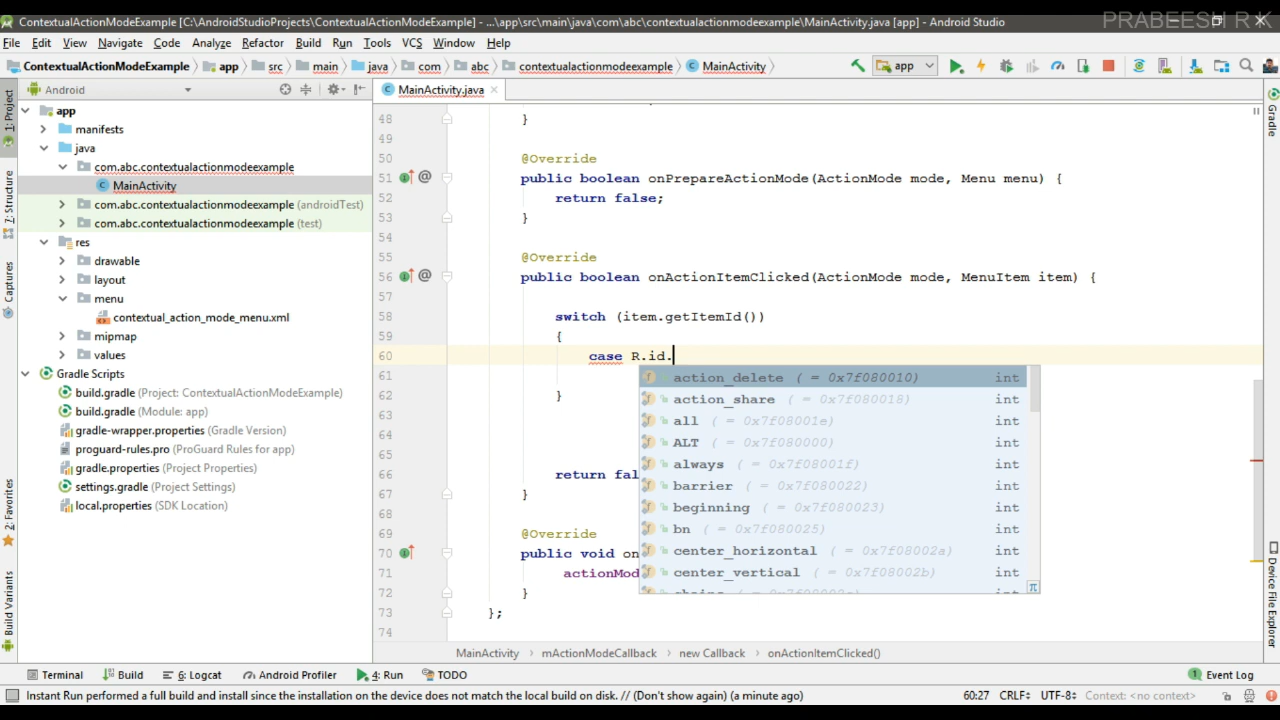 ContextualActionModeExample [C:\AndroidStudioProjects\ContextualActionModeExample] - ...\app\src\main\java\com\abc\contextualactionmodeexample\MainActivity.java [app] - Android Studio
PRABEESH R K
File Edit View Navigate Code Analyze Refactor Build Run Tools VCS Window Help
ContextualActionModeExample app src main java com abc contextualactionmodeexample MainActivity app
Android
MainActivity.java
1: Project
Z: Structure
Captures
2: Favorites
Build Variants
Gradle
Device File Explorer
app
manifests
java
com.abc.contextualactionmodeexample
MainActivity
com.abc.contextualactionmodeexample (androidTest)
com.abc.contextualactionmodeexample (test)
res
drawable
layout
menu
contextual_action_mode_menu.xml
mipmap
values
Gradle Scripts
build.gradle (Project: ContextualActionModeExample)
build.gradle (Module: app)
gradle-wrapper.properties (Gradle Version)
proguard-rules.pro (ProGuard Rules for app)
gradle.properties (Project Properties)
settings.gradle (Project Settings)
local.properties (SDK Location)
48 }
49
50 @Override
51 public boolean onPrepareActionMode(ActionMode mode, Menu menu) {
52 return false;
53 }
54
55 @Override
56 public boolean onActionItemClicked(ActionMode mode, MenuItem item) {
57
58 switch (item.getItemId())
59 {
60 case R.id.
61
62 }
63
64
65
66 return fal
67 }
68
69 @Override
70 public void on
71 actionMod
72 }
73 };
74
action_delete ( = 0x7f080010) int
action_share ( = 0x7f080018) int
all ( = 0x7f08001e) int
ALT ( = 0x7f080000) int
always ( = 0x7f08001f) int
barrier ( = 0x7f080022) int
beginning ( = 0x7f080023) int
bn ( = 0x7f080025) int
center_horizontal ( = 0x7f08002a) int
center_vertical ( = 0x7f08002b) int
π
MainActivity mActionModeCallback new Callback onActionItemClicked()
Terminal Build 6: Logcat Android Profiler 4: Run TODO 1 Event Log
Instant Run performed a full build and install since the installation on the device does not match the local build on disk. // (Don't show again) (a minute ago) 60:27 CRLF÷ UTF-8÷ Context: <no context>